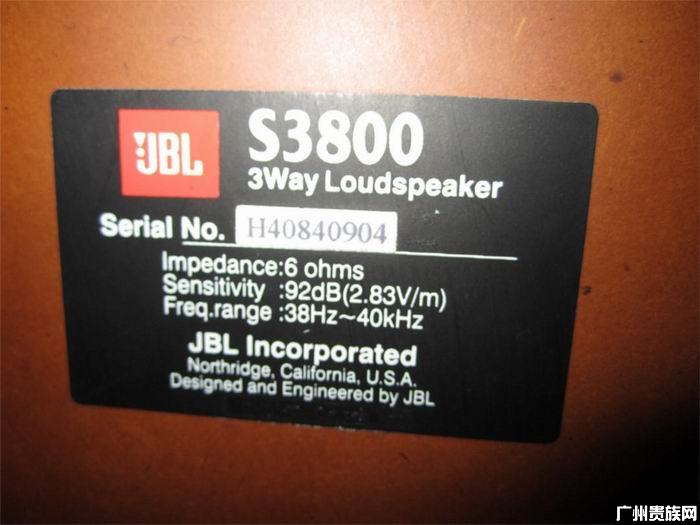 JBL
S3800
3Way Loudspeaker
Serial No. H40840904
Impedance:6 ohms
Sensitivity :92dB(2.83V/m)
Freq.range :38Hz~40kHz
JBL Incorporated
Northridge, California, U.S.A.
Designed and Engineered by JBL
广州贵族网